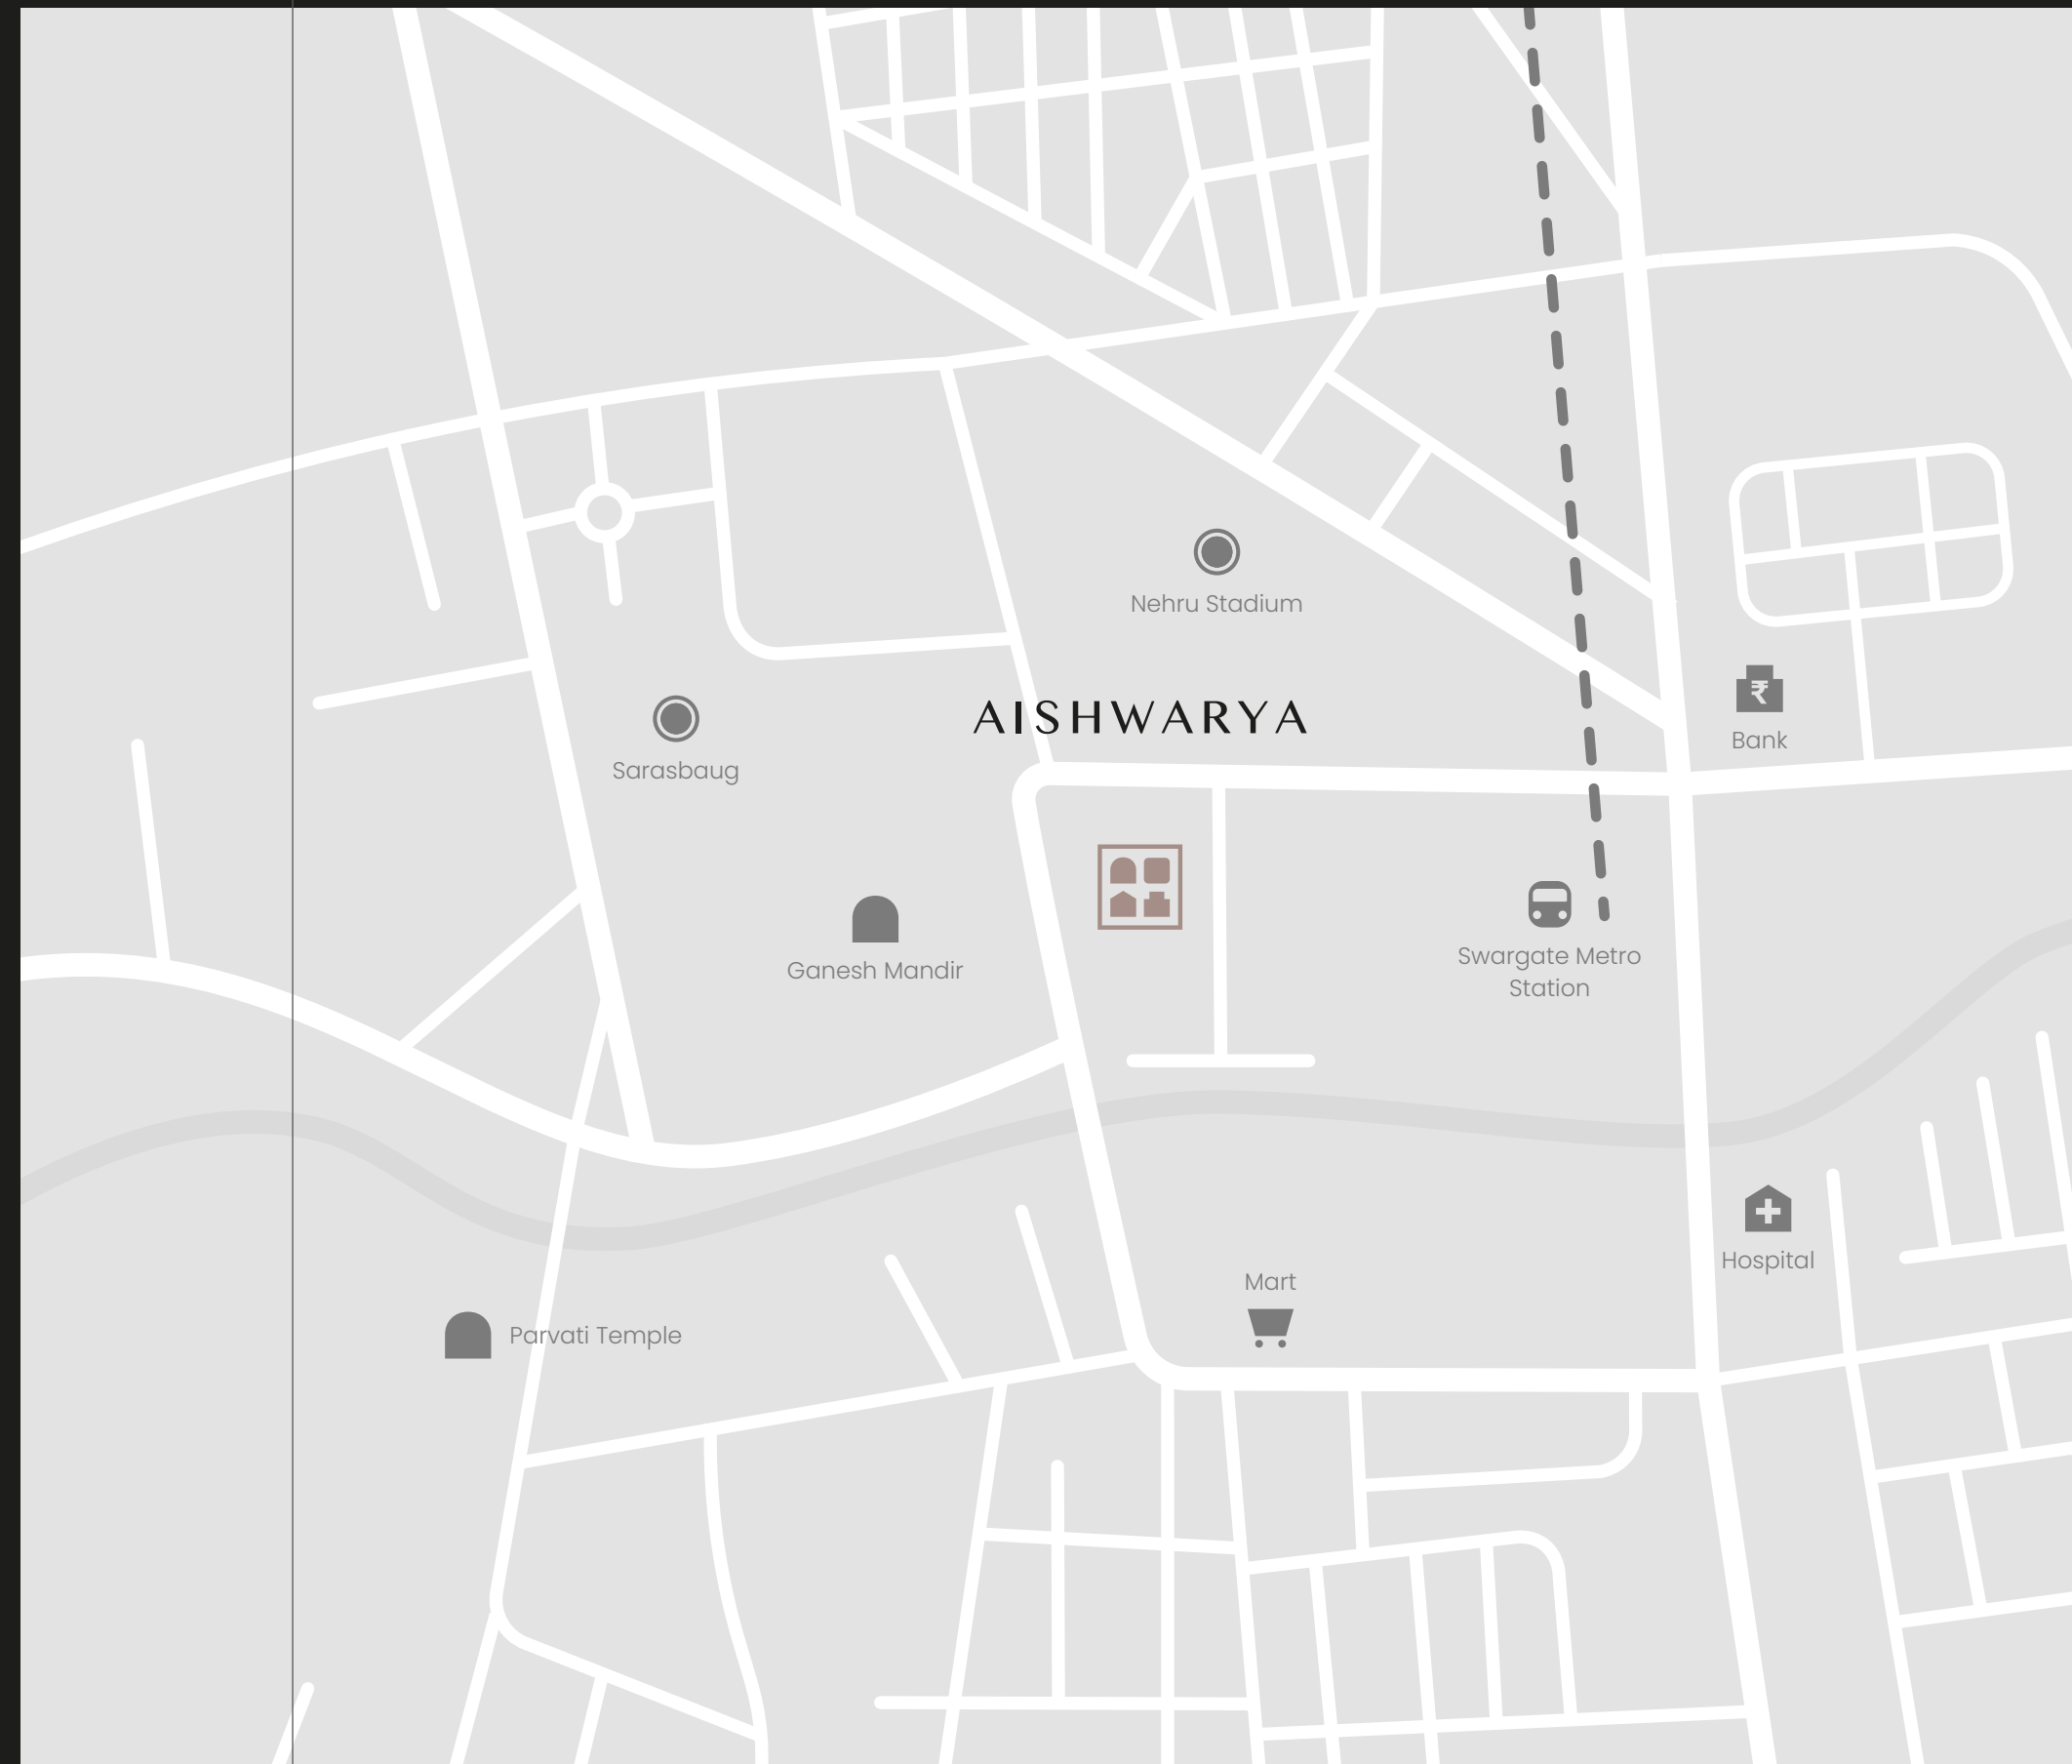 Nehru Stadium
AISHWARYA
₹
Bank
Sarasbaug
Ganesh Mandir
Swargate Metro
Station
Hospital
Mart
Parvati Temple